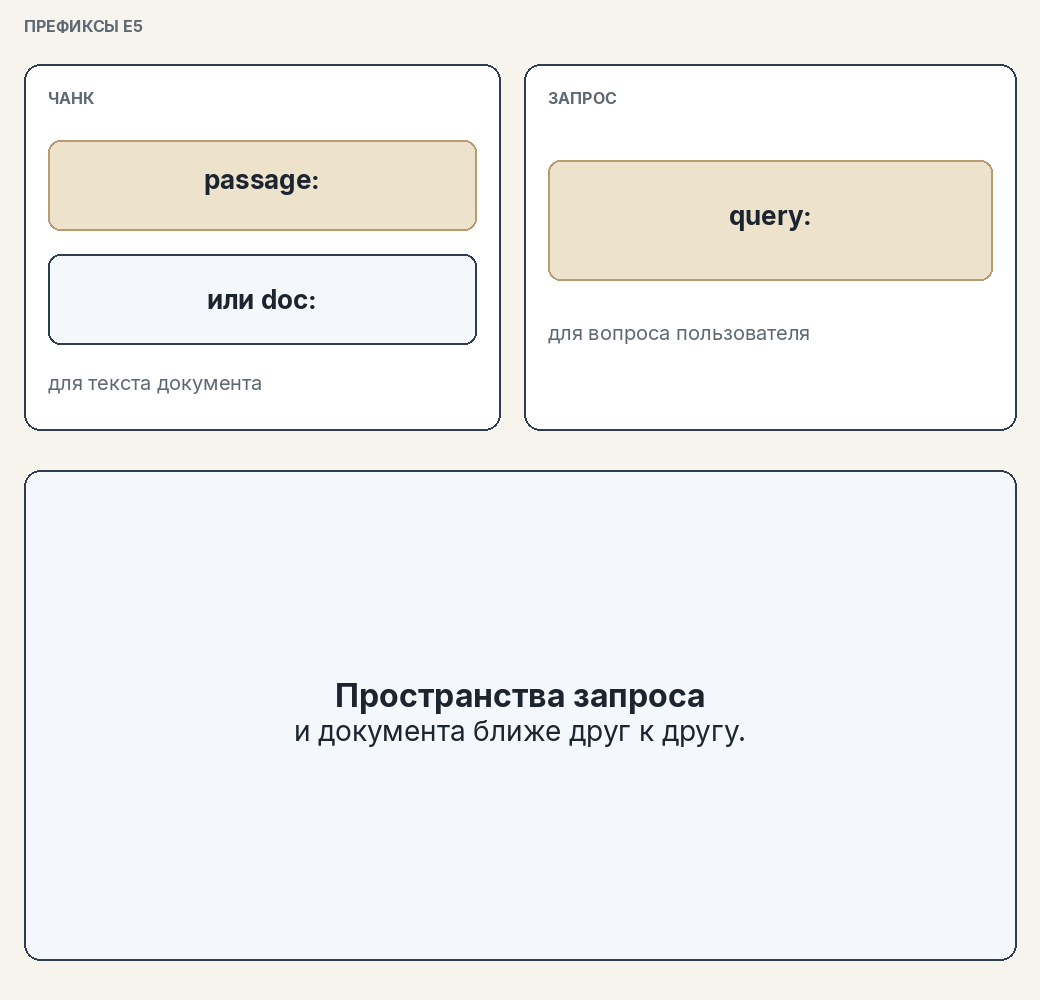 ПРЕФИКСЫ E5
ЧАНК
passage:
или doc:
для текста документа
ЗАПРОС
query:
для вопроса пользователя
Пространства запроса
и документа ближе друг к другу.